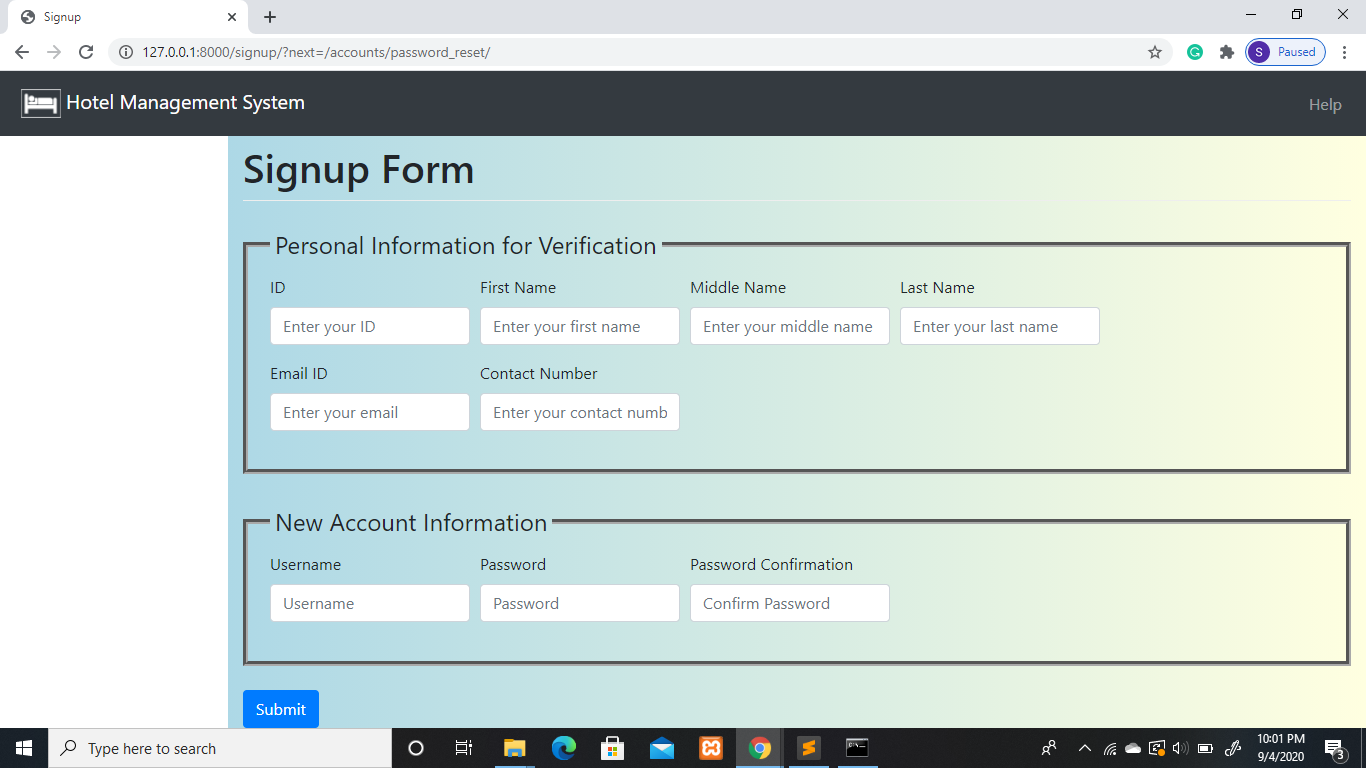 Signup
127.0.0.1:8000/signup/?next=/accounts/password_reset/
S Paused
Hotel Management System
Help
Signup Form
Personal Information for Verification
ID First Name Middle Name Last Name
Enter your ID Enter your first name Enter your middle name Enter your last name
Email ID Contact Number
Enter your email Enter your contact numb
New Account Information
Username Password Password Confirmation
Username Password Confirm Password
Submit
Type here to search
10:01 PM
9/4/2020
3